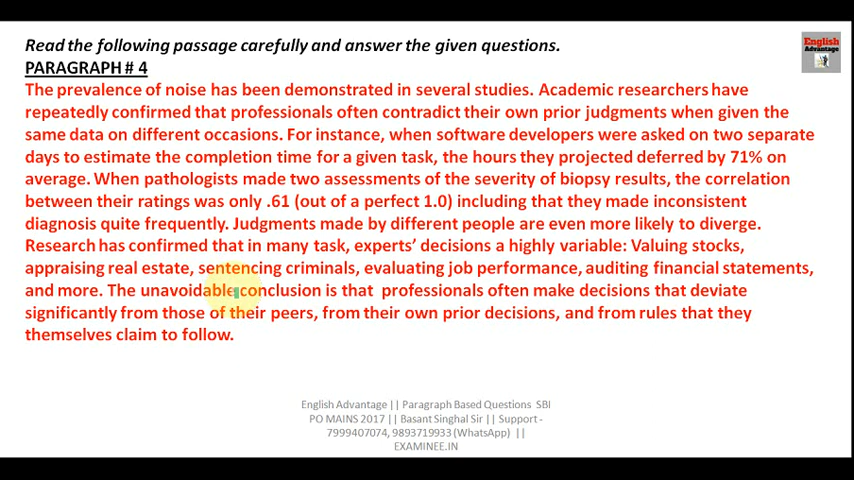 Read the following passage carefully and answer the given questions.
English
Advantage
PARAGRAPH # 4
The prevalence of noise has been demonstrated in several studies. Academic researchers have
repeatedly confirmed that professionals often contradict their own prior judgments when given the
same data on different occasions. For instance, when software developers were asked on two separate
days to estimate the completion time for a given task, the hours they projected deferred by 71% on
average. When pathologists made two assessments of the severity of biopsy results, the correlation
between their ratings was only .61 (out of a perfect 1.0) including that they made inconsistent
diagnosis quite frequently. Judgments made by different people are even more likely to diverge.
Research has confirmed that in many task, experts’ decisions a highly variable: Valuing stocks,
appraising real estate, sentencing criminals, evaluating job performance, auditing financial statements,
and more. The unavoidable conclusion is that professionals often make decisions that deviate
significantly from those of their peers, from their own prior decisions, and from rules that they
themselves claim to follow.
English Advantage || Paragraph Based Questions SBI
PO MAINS 2017 || Basant Singhal Sir || Support -
7999407074, 9893719933 (WhatsApp) ||
EXAMINEE.IN